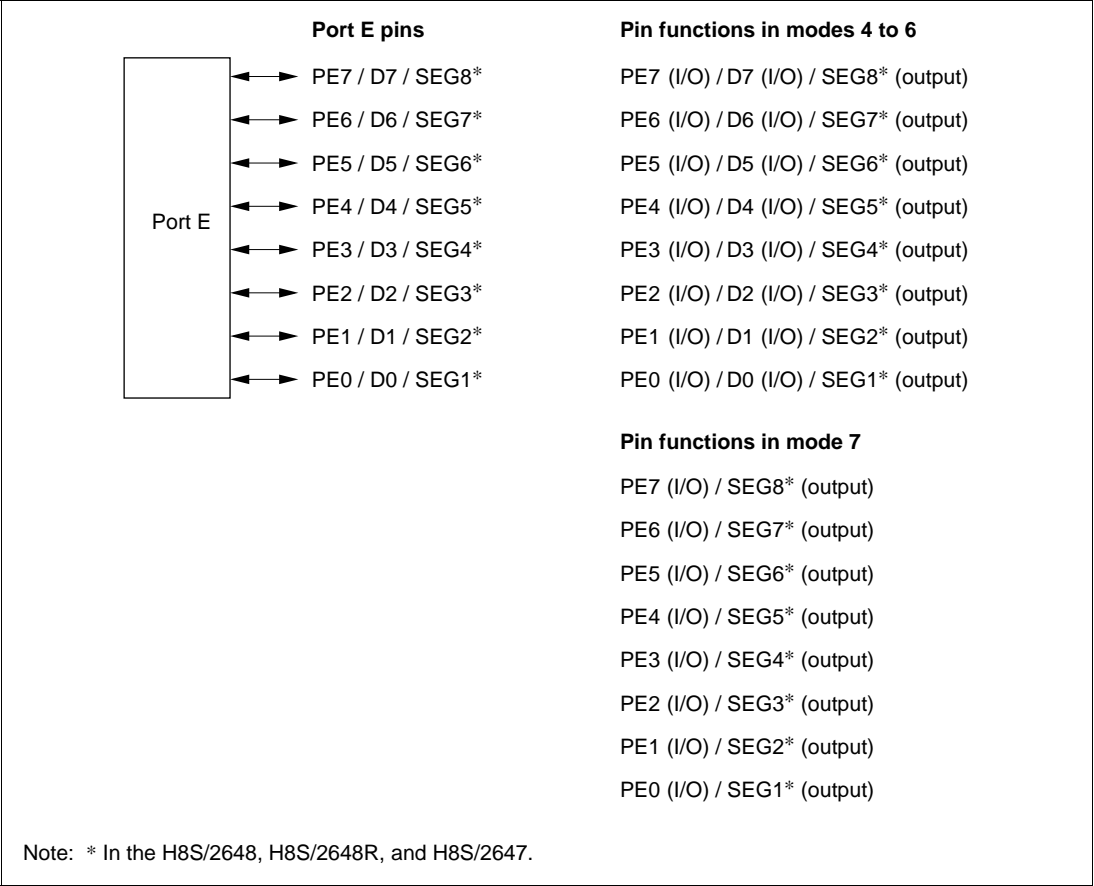 Port E pins
Port E
PE7 / D7 / SEG8*
PE6 / D6 / SEG7*
PE5 / D5 / SEG6*
PE4 / D4 / SEG5*
PE3 / D3 / SEG4*
PE2 / D2 / SEG3*
PE1 / D1 / SEG2*
PE0 / D0 / SEG1*
Pin functions in modes 4 to 6
PE7 (I/O) / D7 (I/O) / SEG8* (output)
PE6 (I/O) / D6 (I/O) / SEG7* (output)
PE5 (I/O) / D5 (I/O) / SEG6* (output)
PE4 (I/O) / D4 (I/O) / SEG5* (output)
PE3 (I/O) / D3 (I/O) / SEG4* (output)
PE2 (I/O) / D2 (I/O) / SEG3* (output)
PE1 (I/O) / D1 (I/O) / SEG2* (output)
PE0 (I/O) / D0 (I/O) / SEG1* (output)
Pin functions in mode 7
PE7 (I/O) / SEG8* (output)
PE6 (I/O) / SEG7* (output)
PE5 (I/O) / SEG6* (output)
PE4 (I/O) / SEG5* (output)
PE3 (I/O) / SEG4* (output)
PE2 (I/O) / SEG3* (output)
PE1 (I/O) / SEG2* (output)
PE0 (I/O) / SEG1* (output)
Note: * In the H8S/2648, H8S/2648R, and H8S/2647.